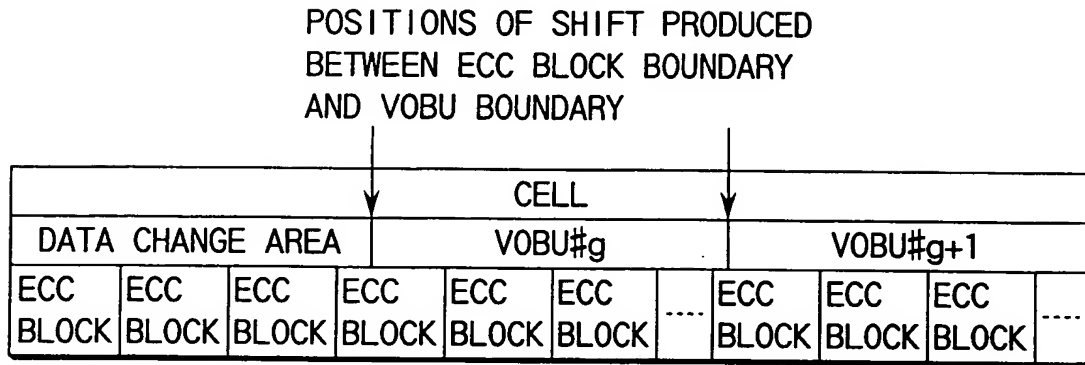 POSITIONS OF SHIFT PRODUCED
BETWEEN ECC BLOCK BOUNDARY
AND VOBU BOUNDARY
CELL
DATA CHANGE AREA VOBU#g VOBU#g+1
ECC ECC ECC ECC ECC ECC ---- ECC ECC ECC ----
BLOCK BLOCK BLOCK BLOCK BLOCK BLOCK BLOCK BLOCK BLOCK